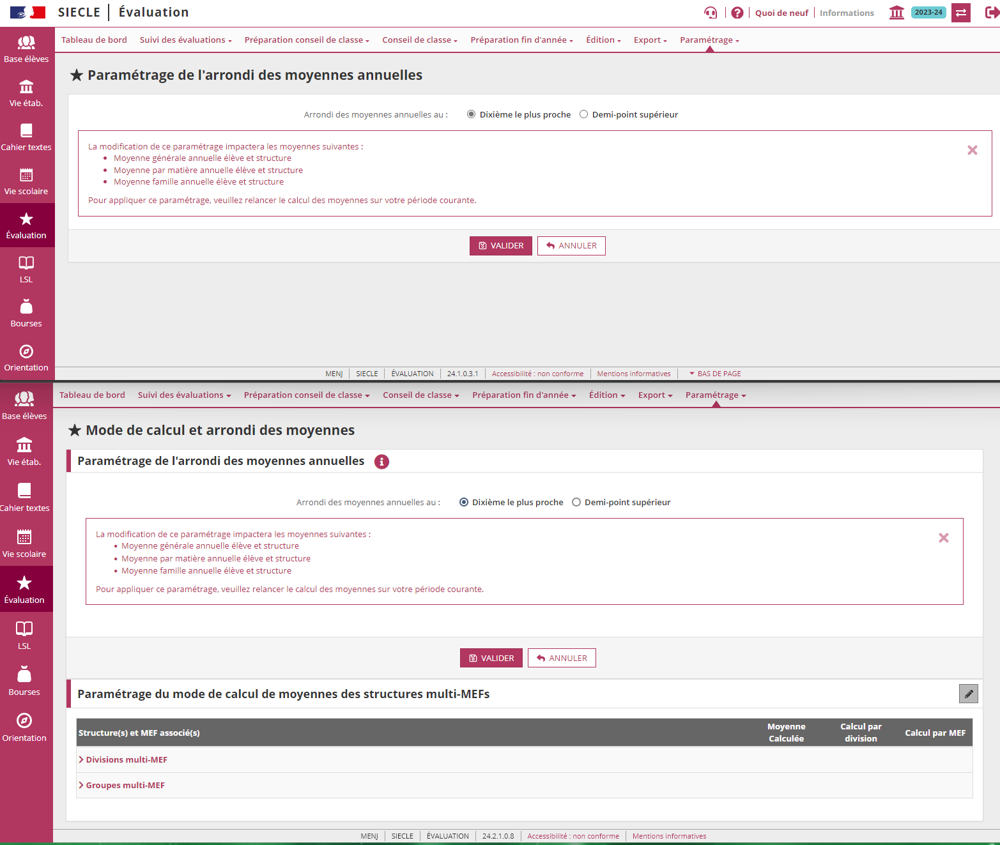 SIECLE | Évaluation
Quoi de neuf | Informations 2023-24
Base élèves
Vie étab.
Cahier textes
Vie scolaire
Évaluation
LSL
Bourses
Orientation
Tableau de bord Suivi des évaluations Préparation conseil de classe Conseil de classe Préparation fin d'année Édition Export Paramétrage
Paramétrage de l'arrondi des moyennes annuelles
Arrondi des moyennes annuelles au : Dixième le plus proche Demi-point supérieur
La modification de ce paramétrage impactera les moyennes suivantes :
• Moyenne générale annuelle élève et structure
• Moyenne par matière annuelle élève et structure
• Moyenne famille annuelle élève et structure
Pour appliquer ce paramétrage, veuillez relancer le calcul des moyennes sur votre période courante.
VALIDER ANNULER
MENJ | SIECLE | ÉVALUATION | 24.1.0.3.1 | Accessibilité : non conforme | Mentions informatives | BAS DE PAGE
Base élèves
Vie étab.
Cahier textes
Vie scolaire
Évaluation
LSL
Bourses
Orientation
Tableau de bord Suivi des évaluations Préparation conseil de classe Conseil de classe Préparation fin d'année Édition Export Paramétrage
Mode de calcul et arrondi des moyennes
Paramétrage de l'arrondi des moyennes annuelles
Arrondi des moyennes annuelles au : Dixième le plus proche Demi-point supérieur
La modification de ce paramétrage impactera les moyennes suivantes :
• Moyenne générale annuelle élève et structure
• Moyenne par matière annuelle élève et structure
• Moyenne famille annuelle élève et structure
Pour appliquer ce paramétrage, veuillez relancer le calcul des moyennes sur votre période courante.
VALIDER ANNULER
Paramétrage du mode de calcul de moyennes des structures multi-MEFs
Structure(s) et MEF associé(s) Moyenne Calculée Calcul par division Calcul par MEF
Divisions multi-MEF
Groupes multi-MEF
MENJ | SIECLE | ÉVALUATION | 24.2.1.0.8 | Accessibilité : non conforme | Mentions informatives